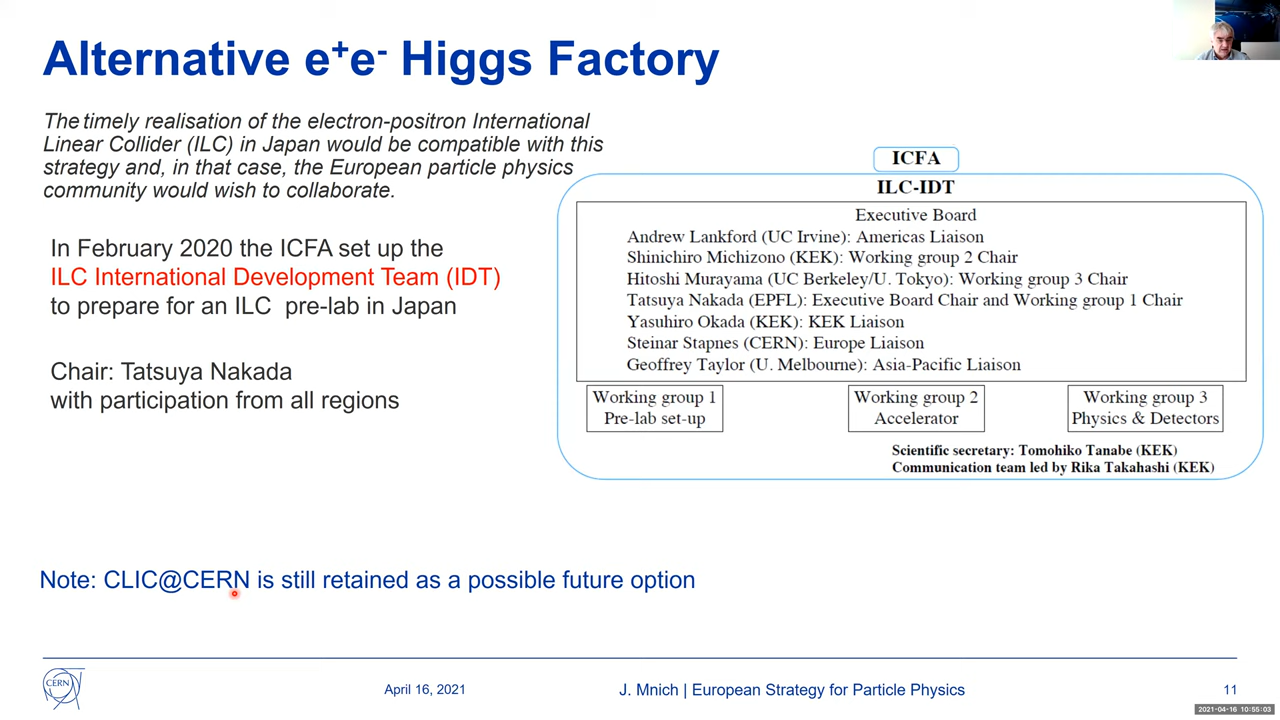 Alternative e⁺e⁻ Higgs Factory
The timely realisation of the electron-positron International
Linear Collider (ILC) in Japan would be compatible with this
strategy and, in that case, the European particle physics
community would wish to collaborate.
In February 2020 the ICFA set up the
ILC International Development Team (IDT)
to prepare for an ILC pre-lab in Japan
Chair: Tatsuya Nakada
with participation from all regions
ICFA
ILC-IDT
Executive Board
Andrew Lankford (UC Irvine): Americas Liaison
Shinichiro Michizono (KEK): Working group 2 Chair
Hitoshi Murayama (UC Berkeley/U. Tokyo): Working group 3 Chair
Tatsuya Nakada (EPFL): Executive Board Chair and Working group 1 Chair
Yasuhiro Okada (KEK): KEK Liaison
Steinar Stapnes (CERN): Europe Liaison
Geoffrey Taylor (U. Melbourne): Asia-Pacific Liaison
Working group 1
Pre-lab set-up
Working group 2
Accelerator
Working group 3
Physics & Detectors
Scientific secretary: Tomohiko Tanabe (KEK)
Communication team led by Rika Takahashi (KEK)
Note: CLIC@CERN is still retained as a possible future option
CERN
April 16, 2021
J. Mnich | European Strategy for Particle Physics
11
2021-04-16 10:55:03